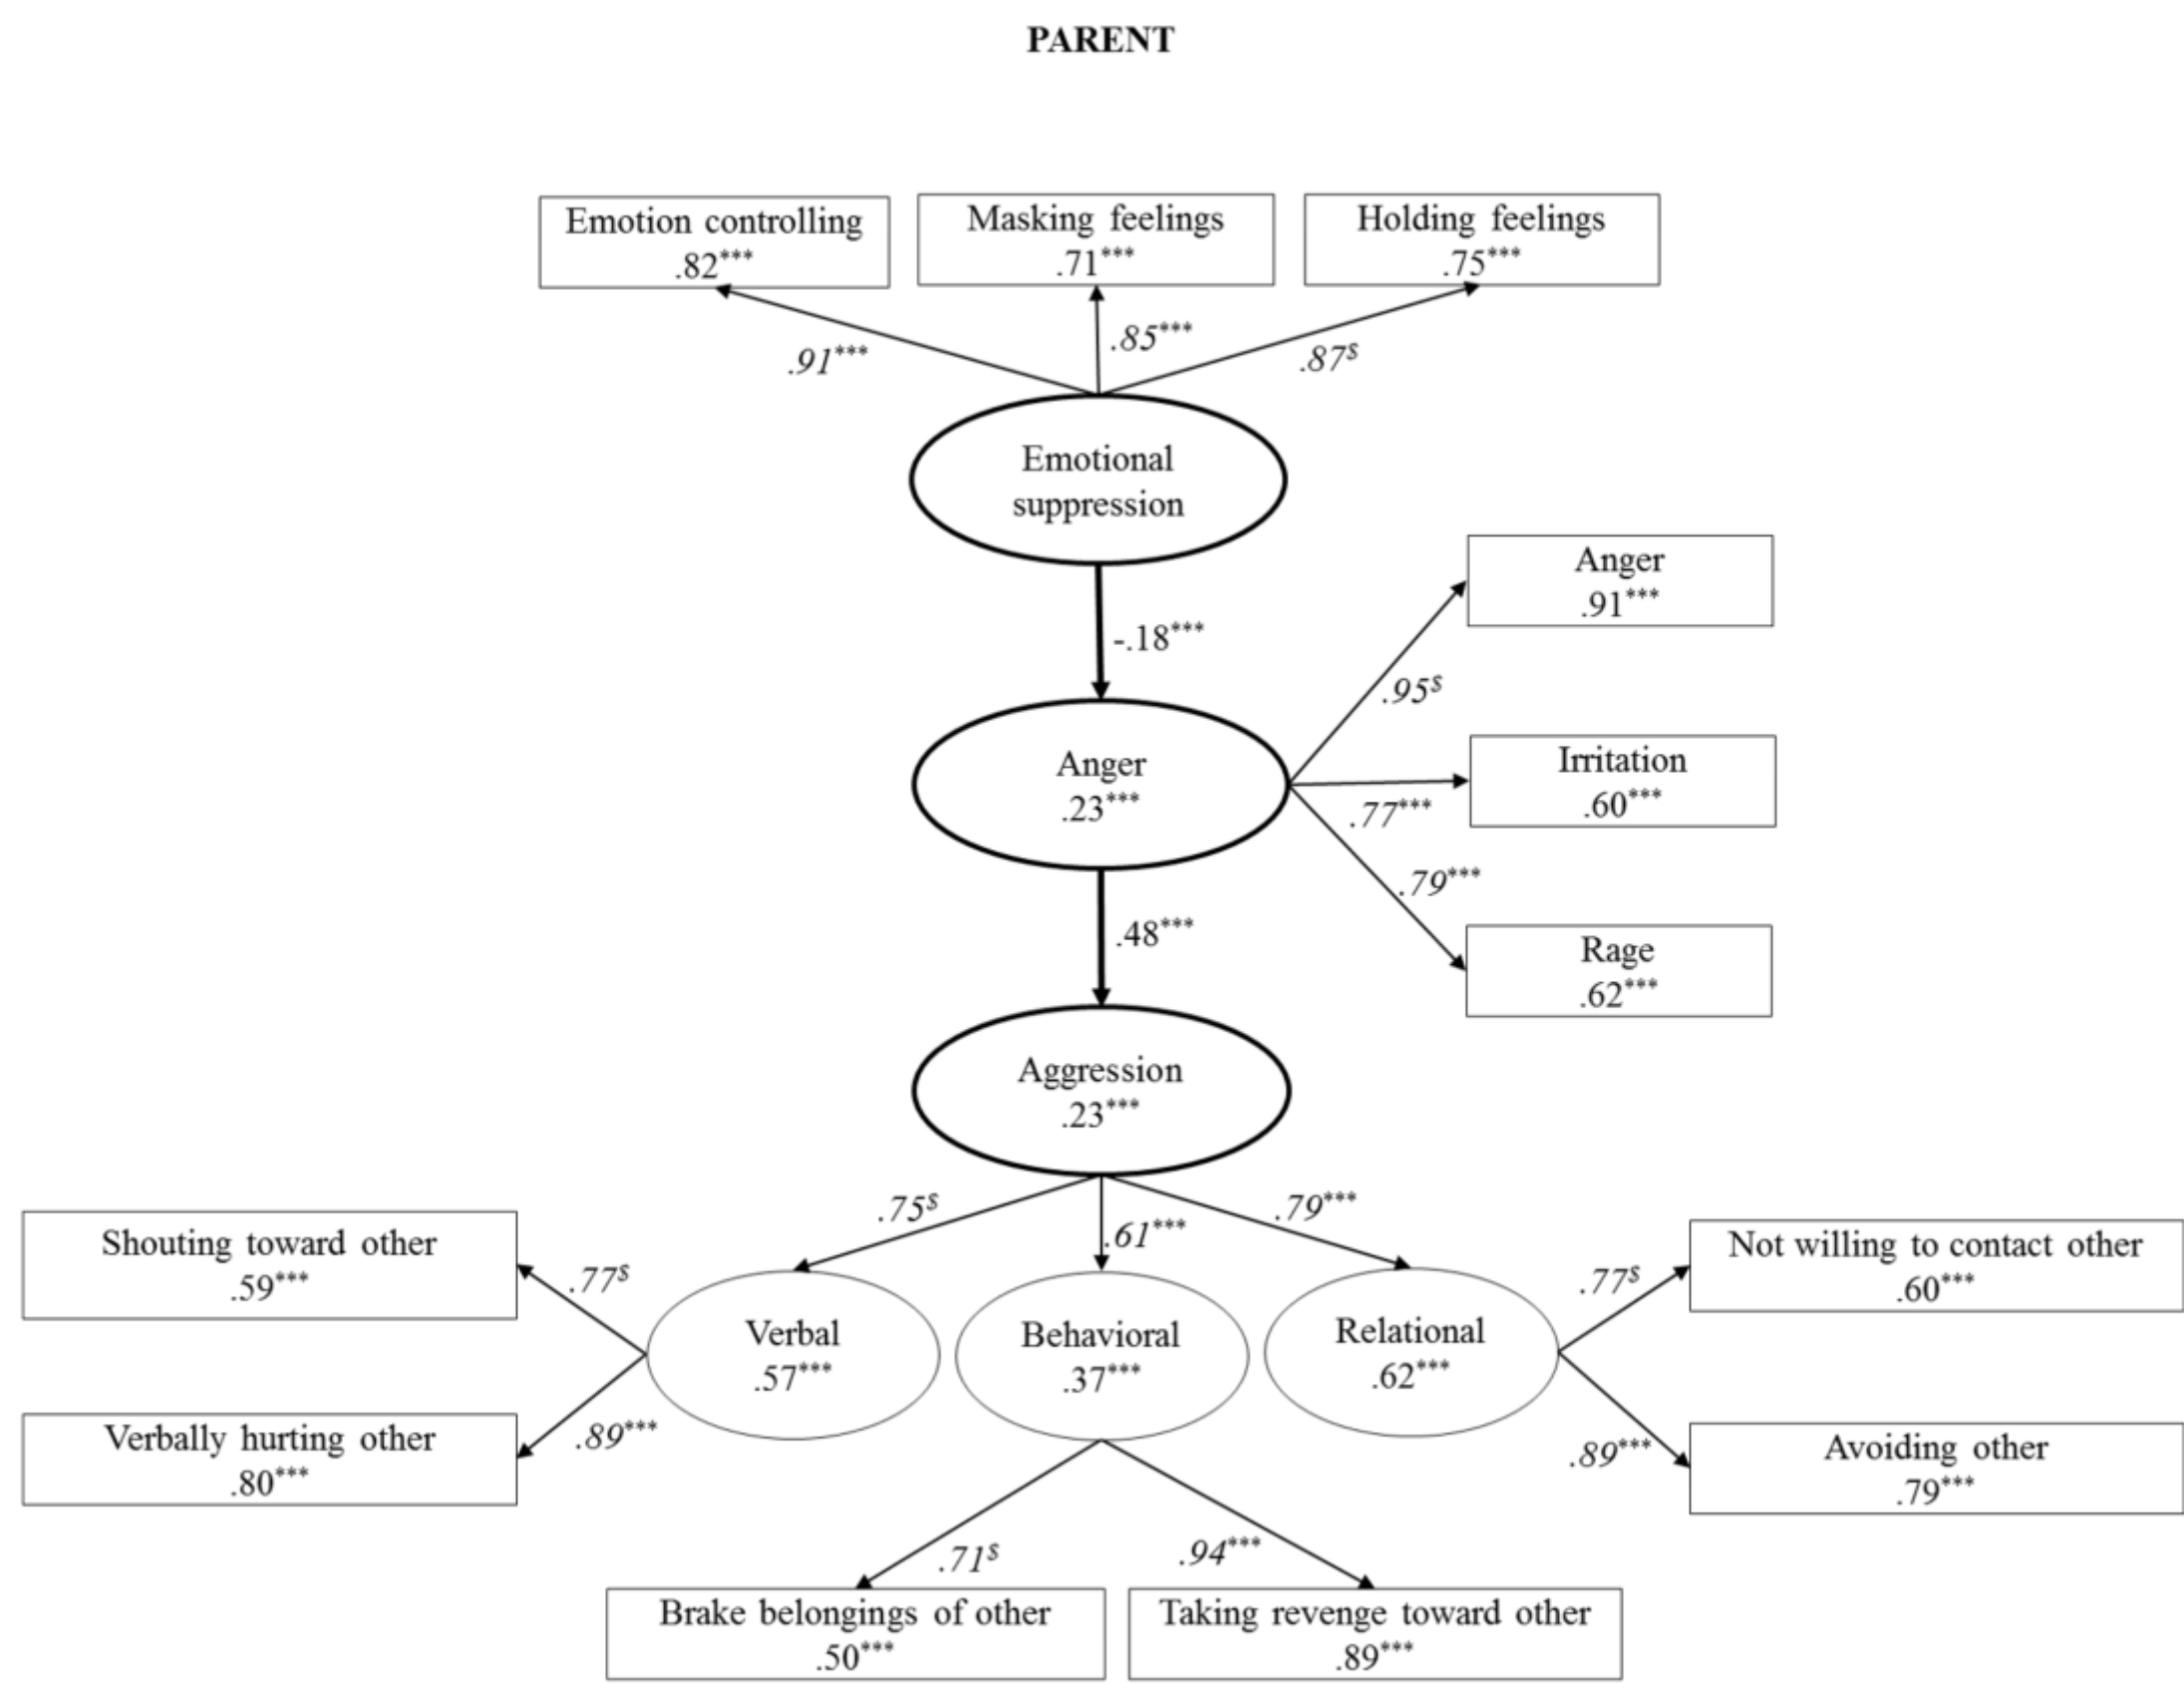 PARENT
Emotion controlling
.82***
Masking feelings
.71***
Holding feelings
.75***
.91***
.85***
.87$
Emotional
suppression
-.18***
Anger
.91***
.95$
Anger
.23***
Irritation
.60***
.77***
.79***
Rage
.62***
.48***
Aggression
.23***
.75$
.61***
.79***
Shouting toward other
.59***
.77$
Verbal
.57***
Behavioral
.37***
Relational
.62***
.77$
Not willing to contact other
.60***
Verbally hurting other
.80***
.89***
.89***
Avoiding other
.79***
.71$
.94***
Brake belongings of other
.50***
Taking revenge toward other
.89***